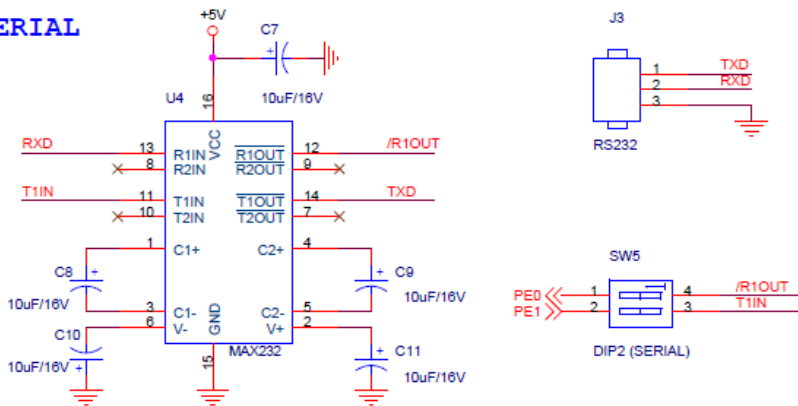 ERIAL
+5V
C7
10uF/16V
U4
16
VCC
RXD
13
R1IN
R1OUT
12
/R1OUT
8
R2IN
R2OUT
9
T1IN
11
T1IN
T1OUT
14
TXD
10
T2IN
T2OUT
7
1
C1+
C2+
4
C8
+
10uF/16V
+
C9
10uF/16V
3
C1-
C2-
5
6
V-
GND
V+
2
15
MAX232
C10
10uF/16V
+
+
C11
10uF/16V
J3
1
TXD
2
RXD
3
RS232
SW5
PE0
1
4
/R1OUT
PE1
2
3
T1IN
DIP2 (SERIAL)